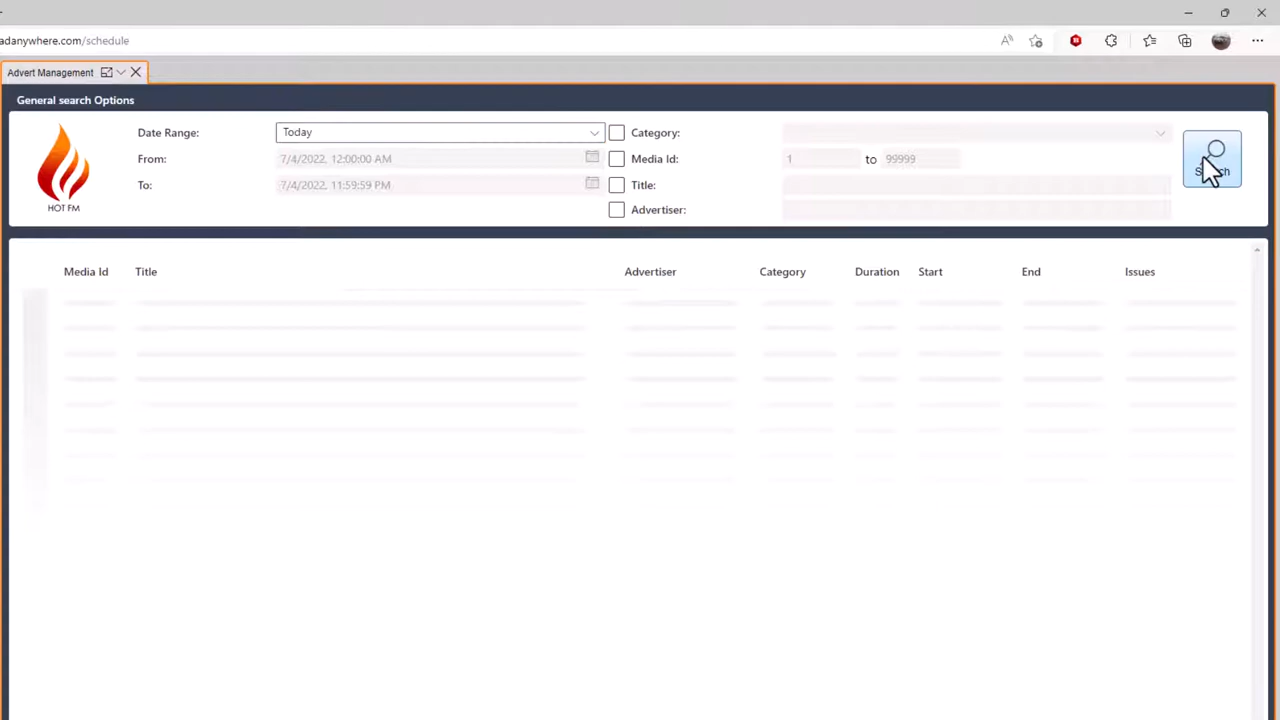 adanywhere.com/schedule
Advert Management
General search Options
HOT FM
Date Range: Today
From: 7/4/2022, 12:00:00 AM
To: 7/4/2022, 11:59:59 PM
Category:
Media Id: 1 to 99999
Title:
Advertiser:
Search
Media Id Title Advertiser Category Duration Start End Issues